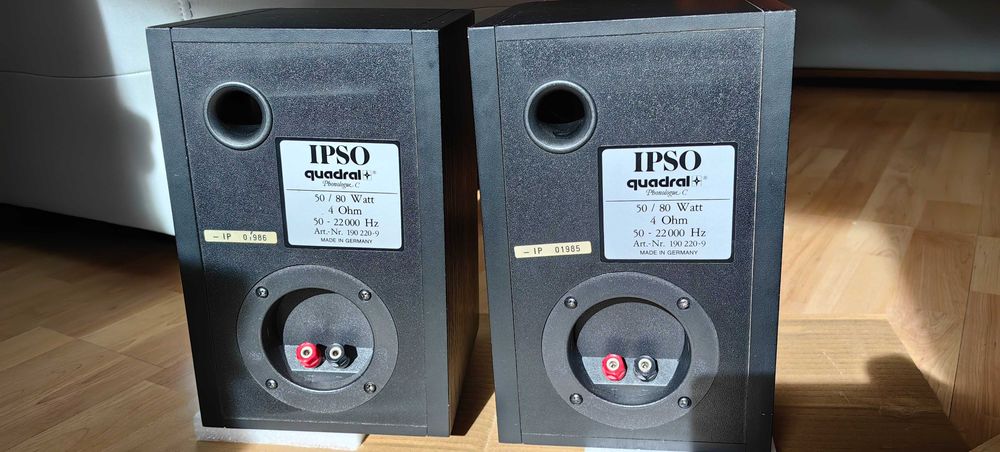 IPSO
quadral®
Phonologue C
50 / 80 Watt
4 Ohm
50 - 22000 Hz
Art.-Nr. 190 220-9
MADE IN GERMANY
– IP 01986
IPSO
quadral®
Phonologue C
50 / 80 Watt
4 Ohm
50 - 22000 Hz
Art.-Nr. 190 220-9
MADE IN GERMANY
– IP 01985